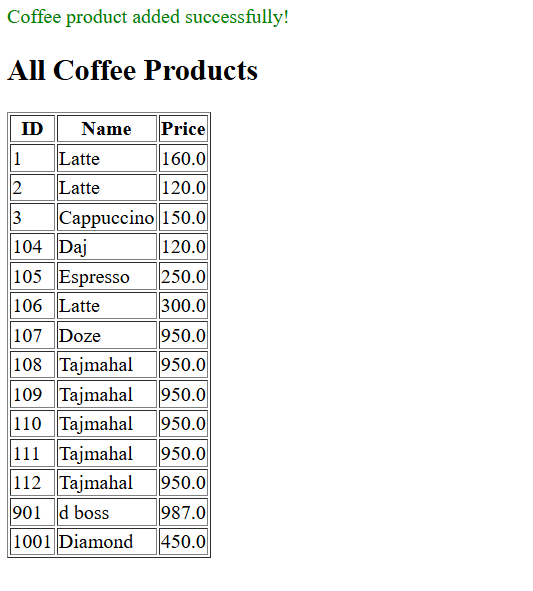 Coffee product added successfully!
All Coffee Products
ID Name Price
1 Latte 160.0
2 Latte 120.0
3 Cappuccino 150.0
104 Daj 120.0
105 Espresso 250.0
106 Latte 300.0
107 Doze 950.0
108 Tajmahal 950.0
109 Tajmahal 950.0
110 Tajmahal 950.0
111 Tajmahal 950.0
112 Tajmahal 950.0
901 d boss 987.0
1001 Diamond 450.0